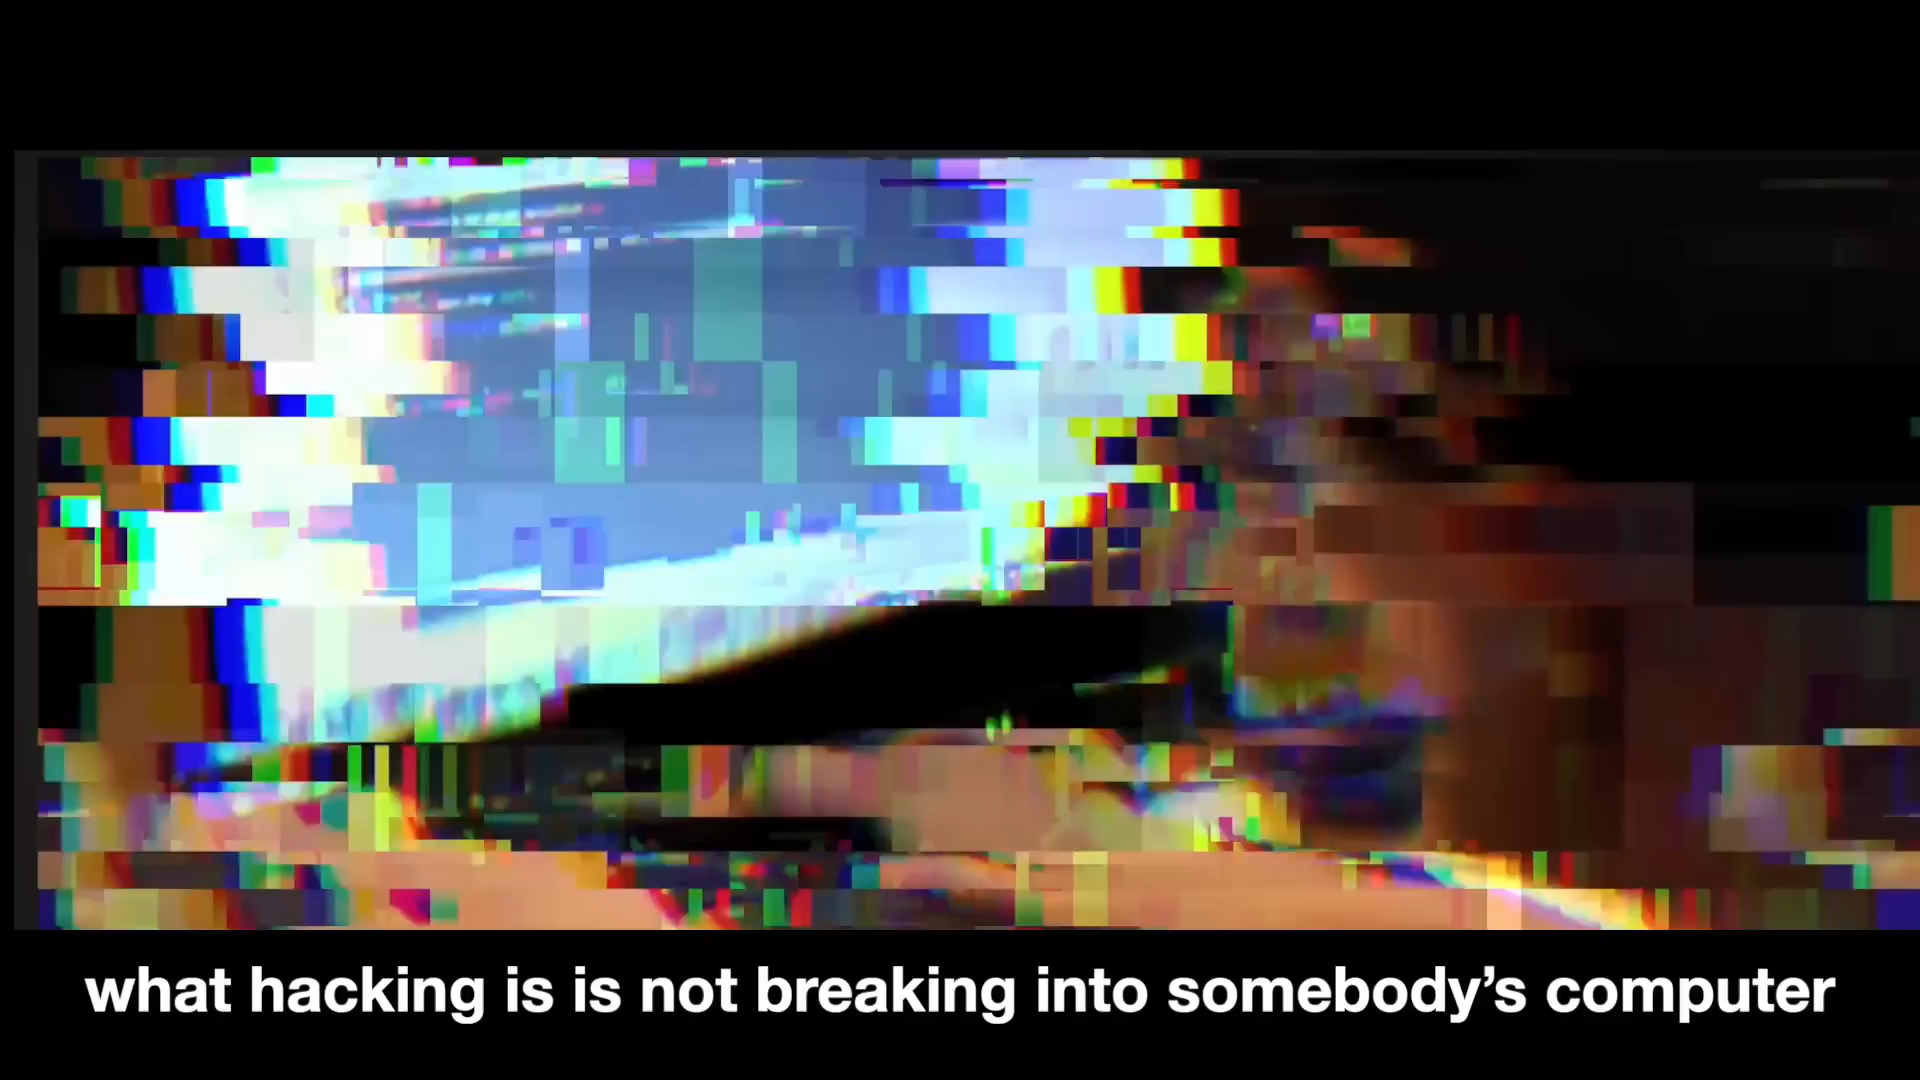 what hacking is is not breaking into somebody’s computer